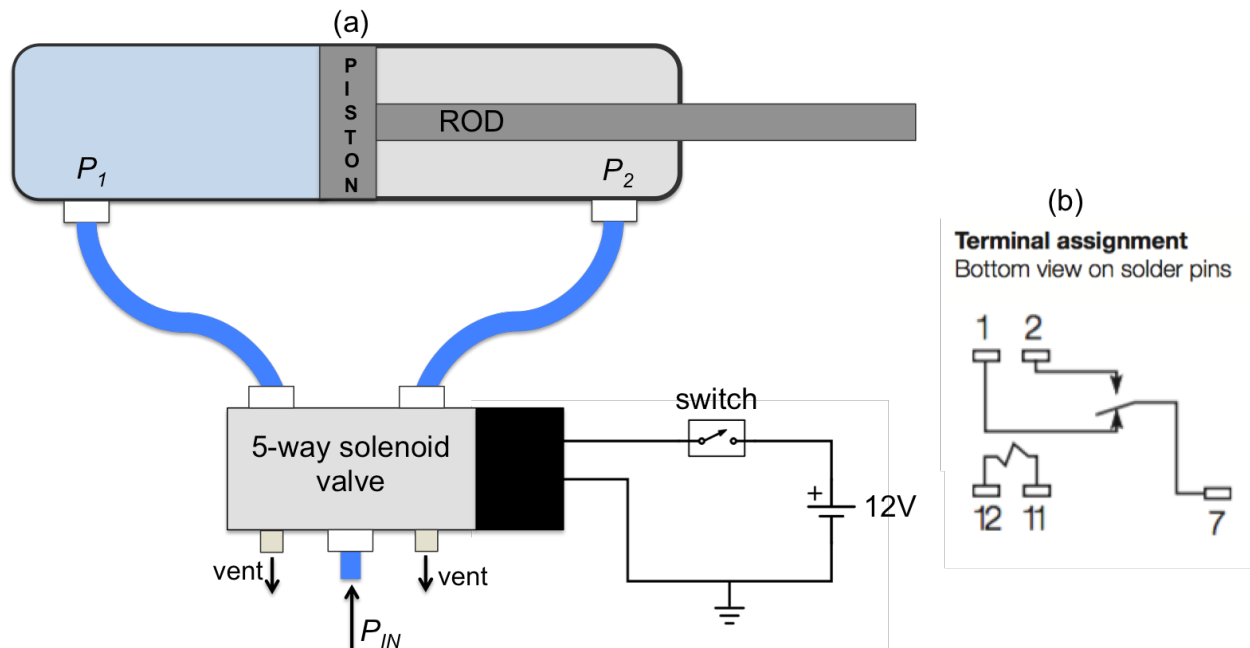 (a)
PISTON
ROD
P1
P2
(b)
Terminal assignment
Bottom view on solder pins
1 2
12 11
7
switch
5-way solenoid
valve
+
12V
vent
vent
PIN